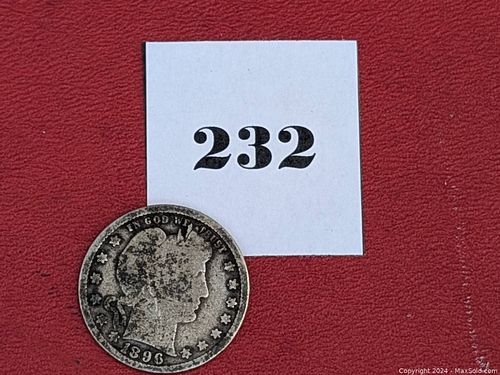 232
IN GOD WE TRUST
1896
Copyright 2024 - MaxSold.com